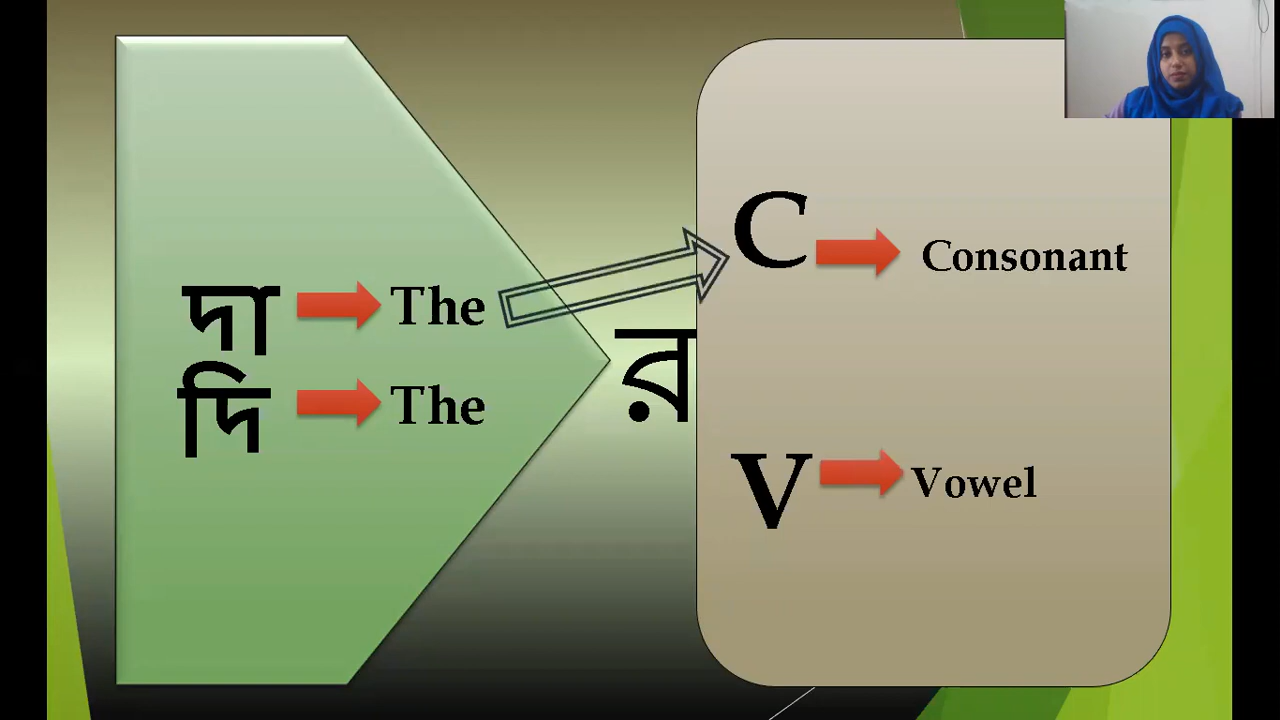 দা The
দি The
র
C Consonant
V Vowel